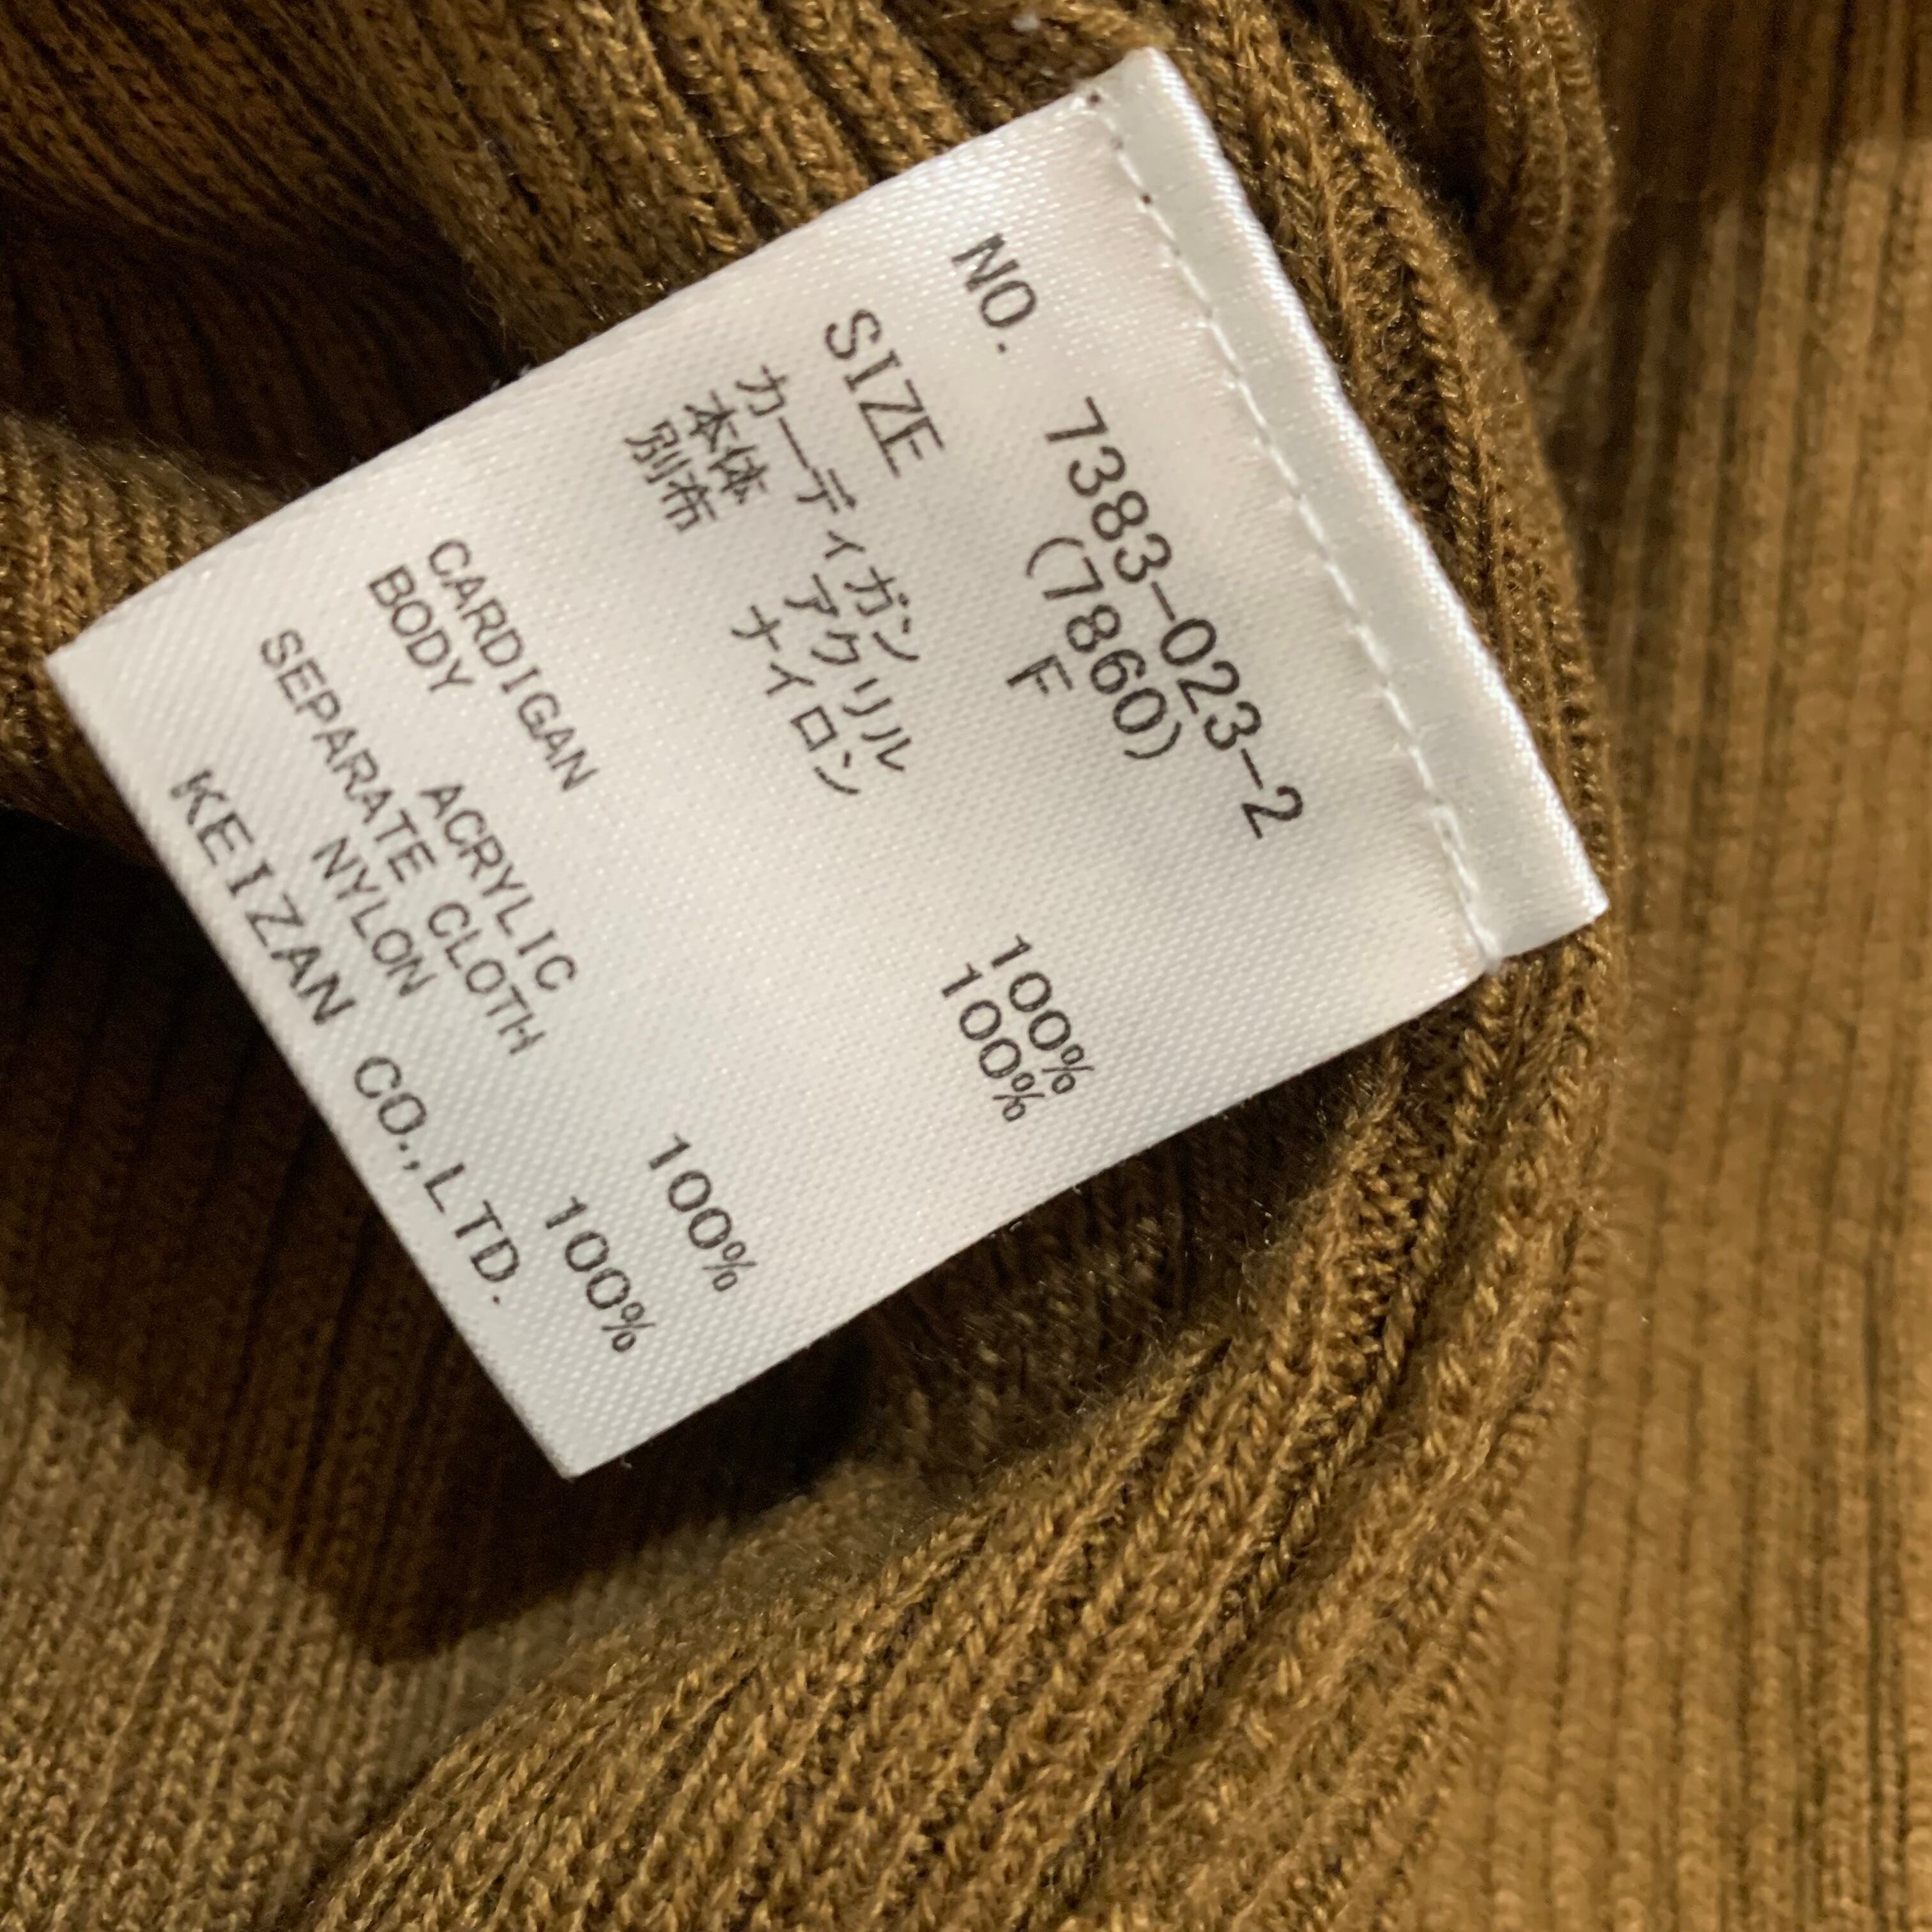 NO. 7383-023-2
(7860)
SIZE F
カーディガン
本体 アクリル 100%
別布 ナイロン 100%
CARDIGAN
BODY
ACRYLIC 100%
SEPARATE CLOTH
NYLON 100%
KEIZAN CO.,LTD.